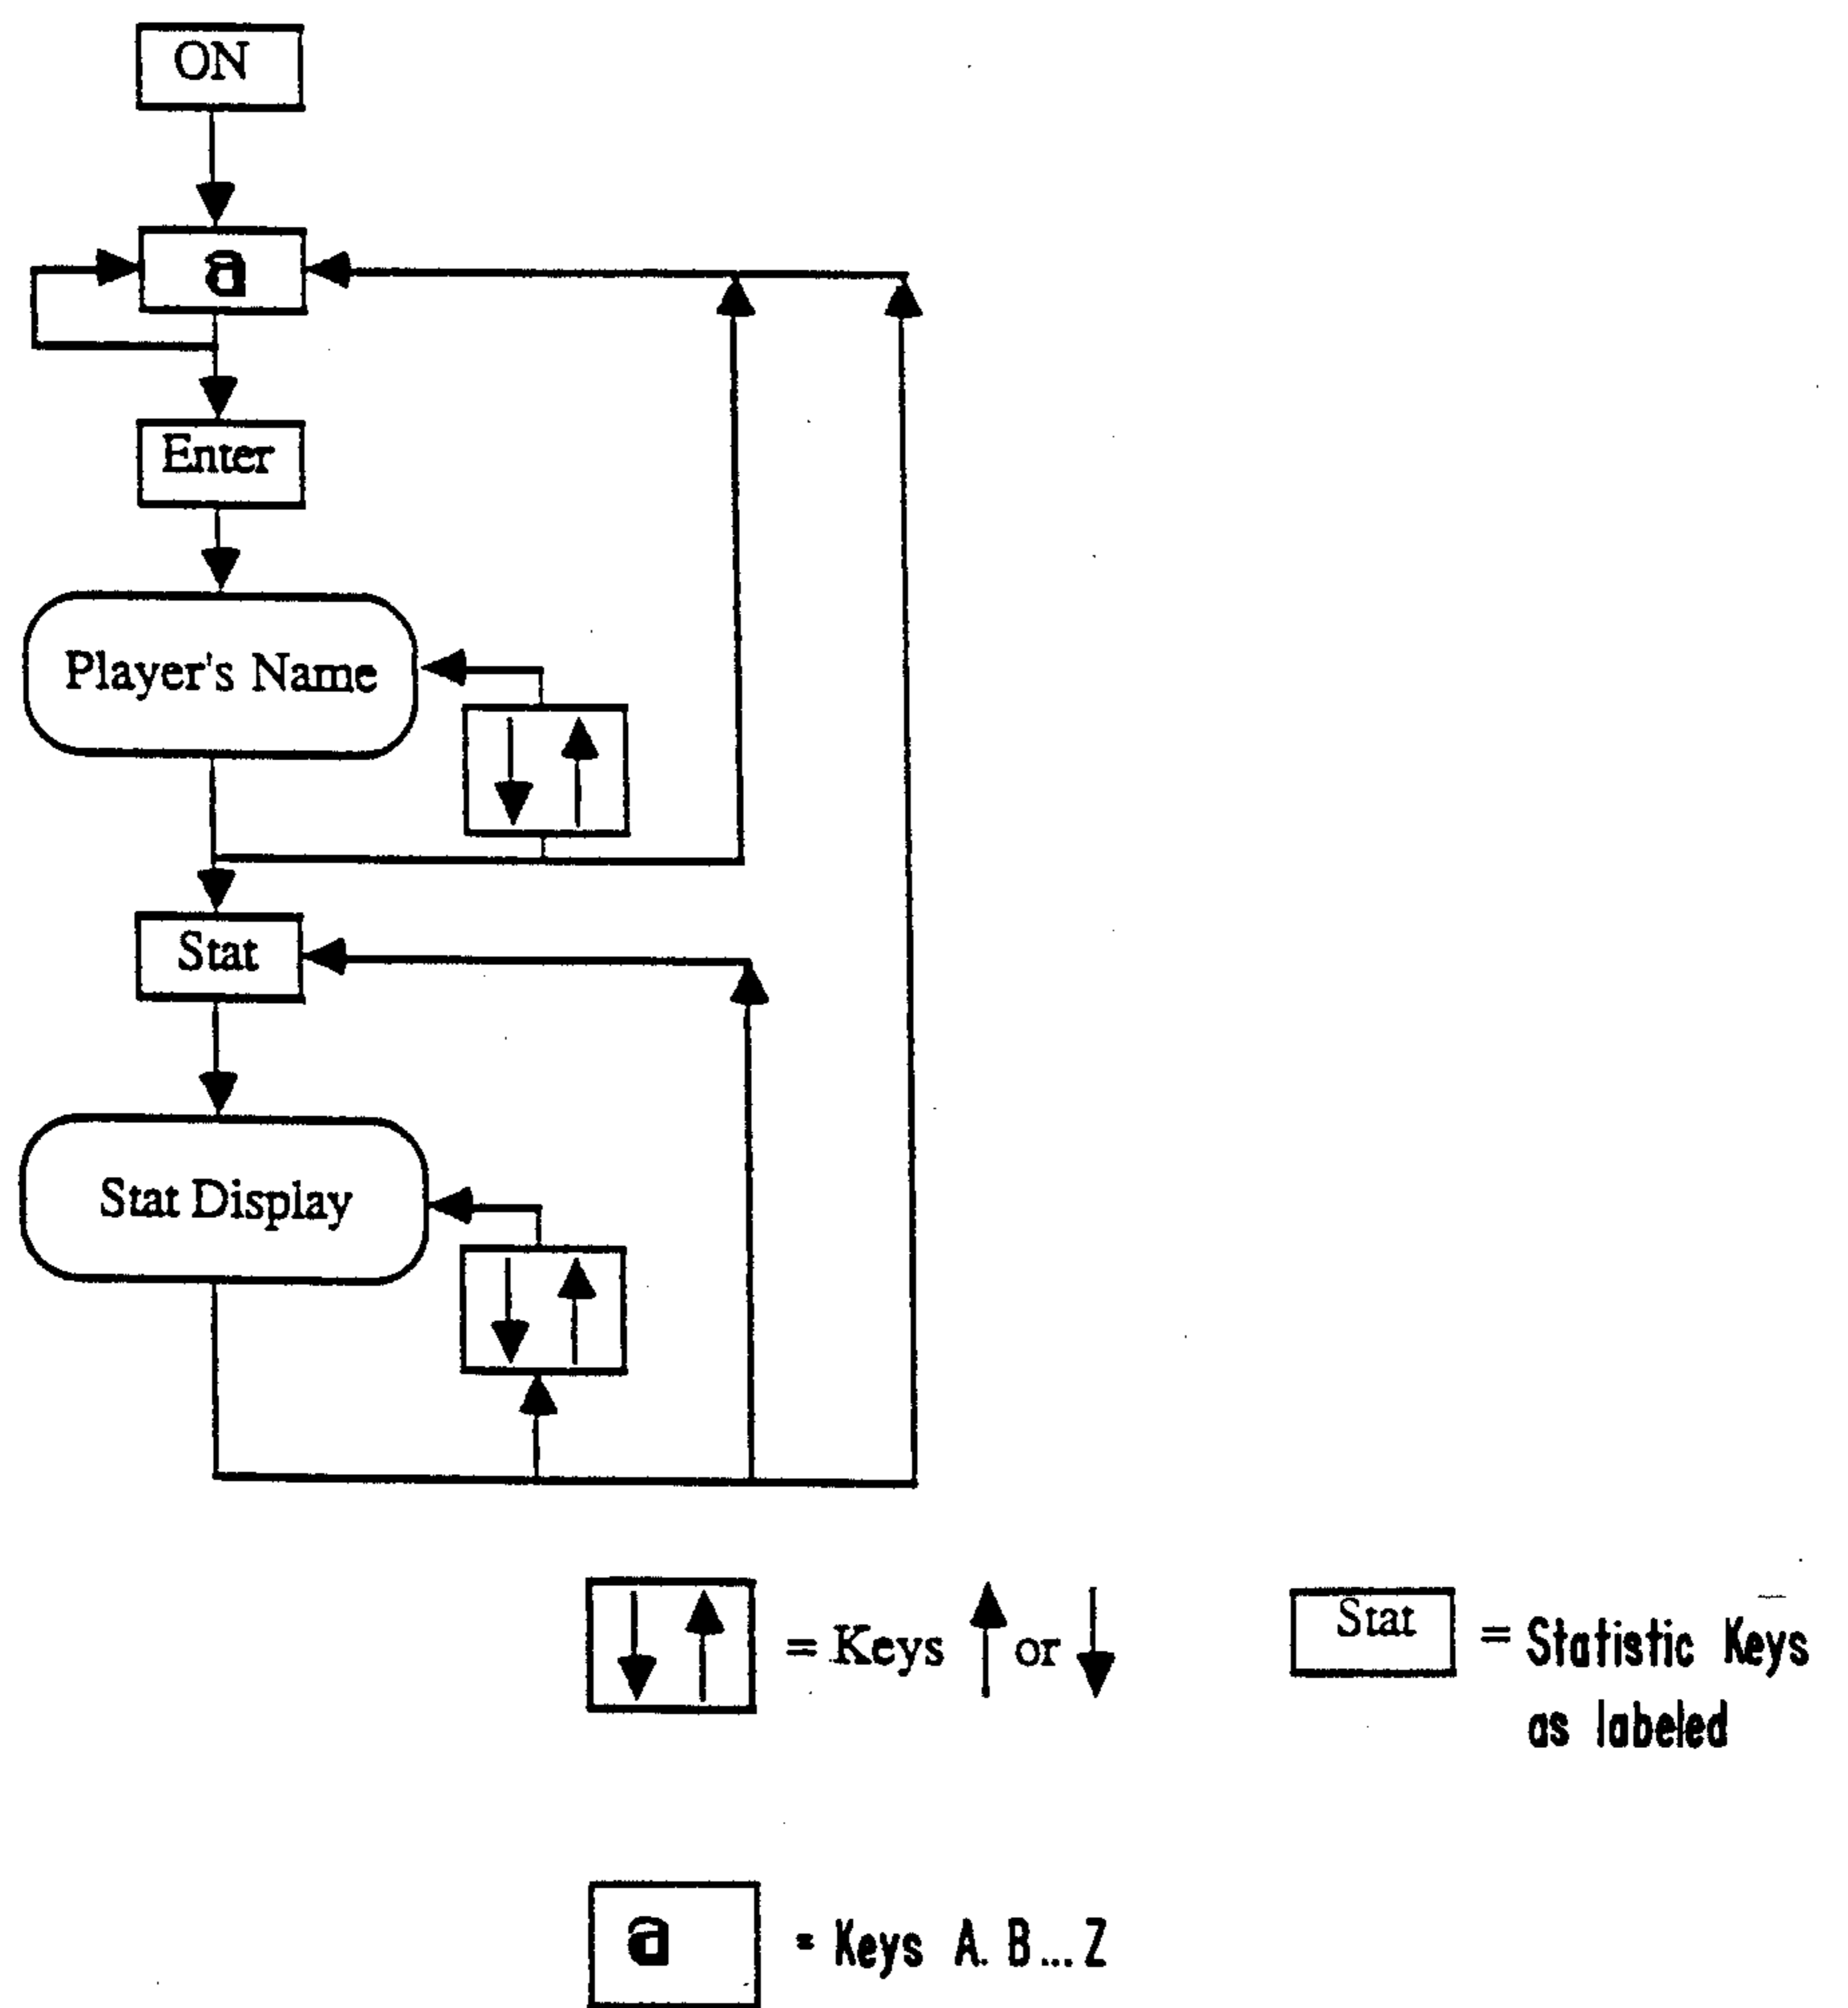 ON
a
Enter
Player's Name
Stat
Stat Display
= Keys or
Stat = Statistic Keys
as labeled
a = Keys A. B...Z